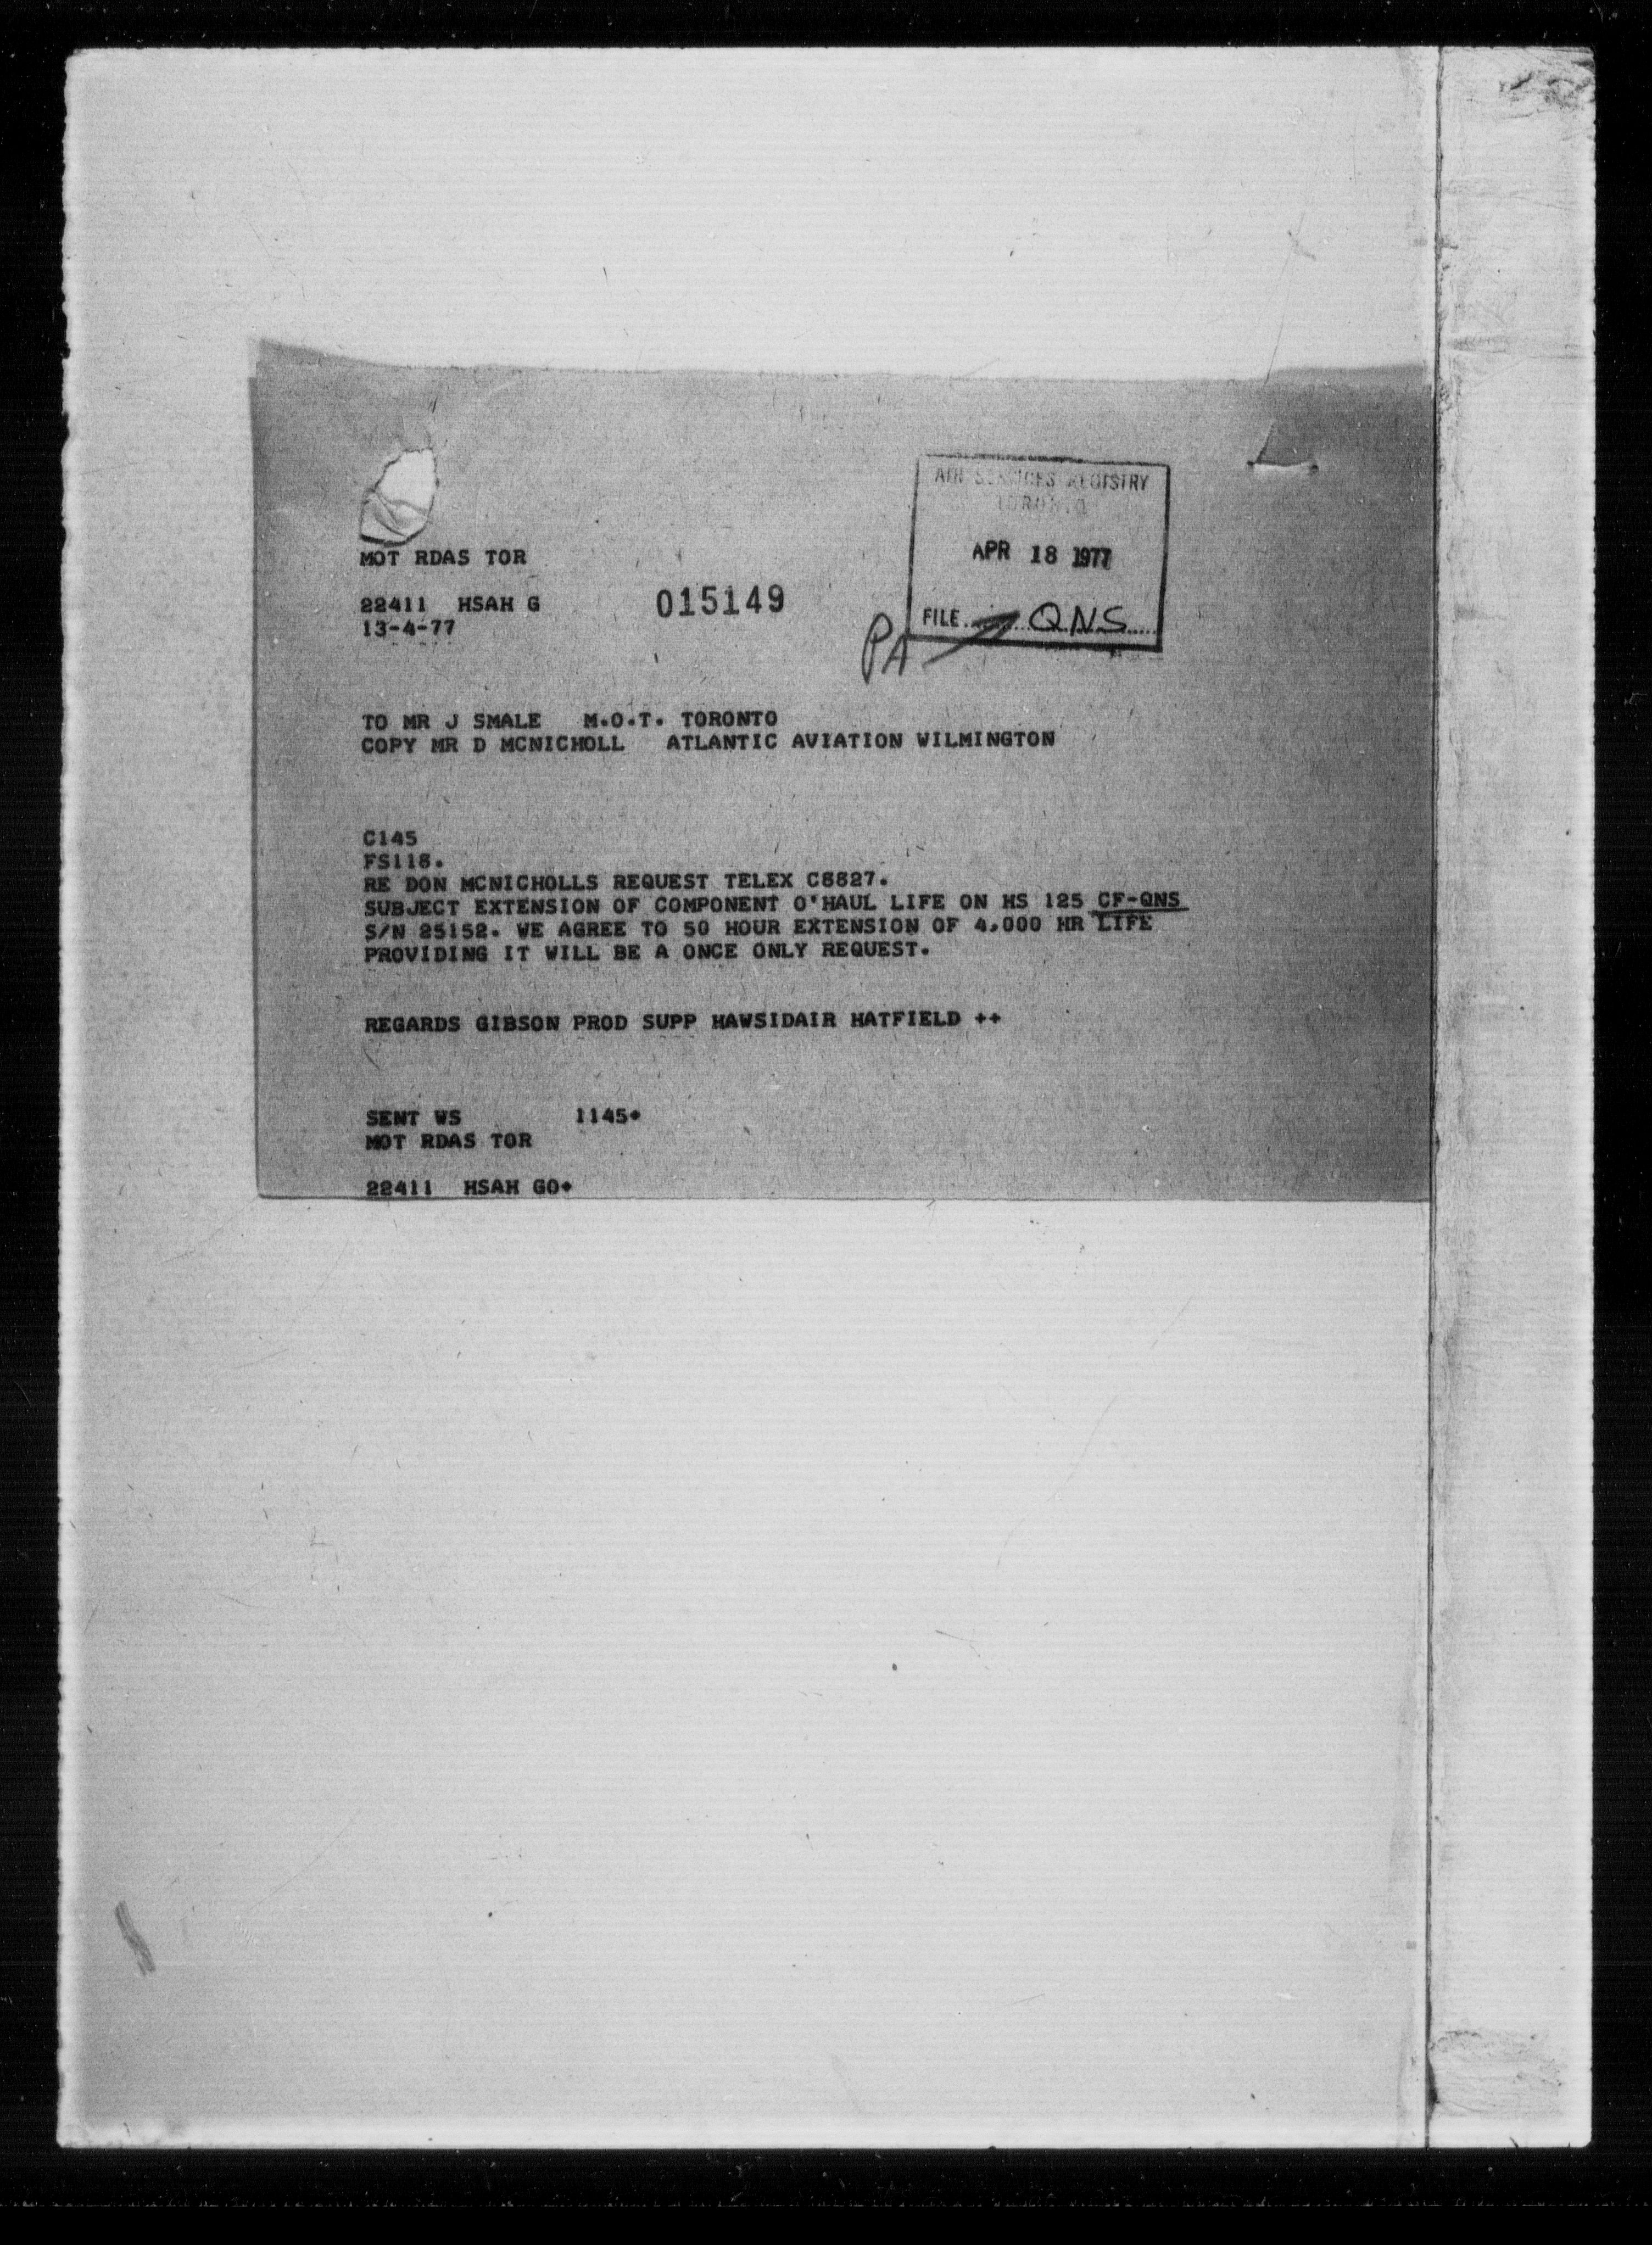 AIR SERVICES REGISTRY
TORONTO
APR 18 1977
FILE QNS
PA
MOT RDAS TOR
22411 HSAH G
015149
13-4-77
TO MR J SMALE M.O.T. TORONTO
COPY MR D MCNICHOLL ATLANTIC AVIATION WILMINGTON
C145
FS118.
RE DON MCNICHOLLS REQUEST TELEX C8827.
SUBJECT EXTENSION OF COMPONENT O'HAUL LIFE ON HS 125 CF-QNS
S/N 25152. WE AGREE TO 50 HOUR EXTENSION OF 4,000 HR LIFE
PROVIDING IT WILL BE A ONCE ONLY REQUEST.
REGARDS GIBSON PROD SUPP HAWSIDAIR HATFIELD ++
SENT WS 1145+
MOT RDAS TOR
22411 HSAH GO+